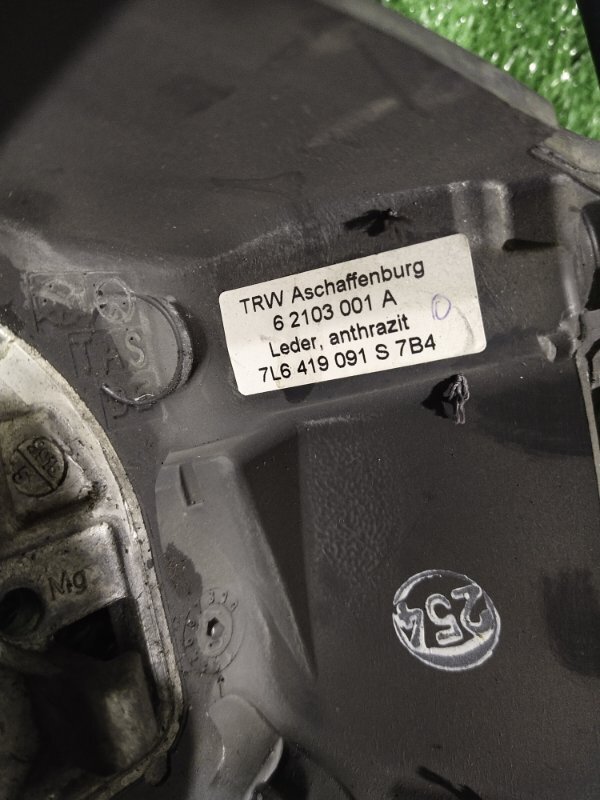 TRW Aschaffenburg
6 2103 001 A
Leder, anthrazit
7L6 419 091 S 7B4
Mg
254